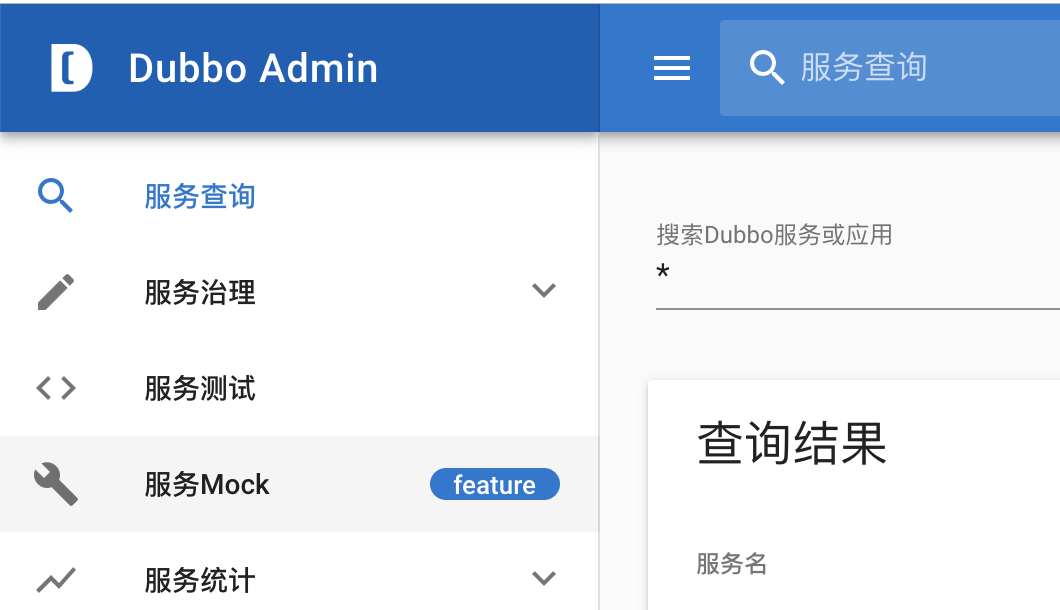 Dubbo Admin
服务查询
服务查询
服务治理
服务测试
服务Mock feature
服务统计
搜索Dubbo服务或应用
*
查询结果
服务名